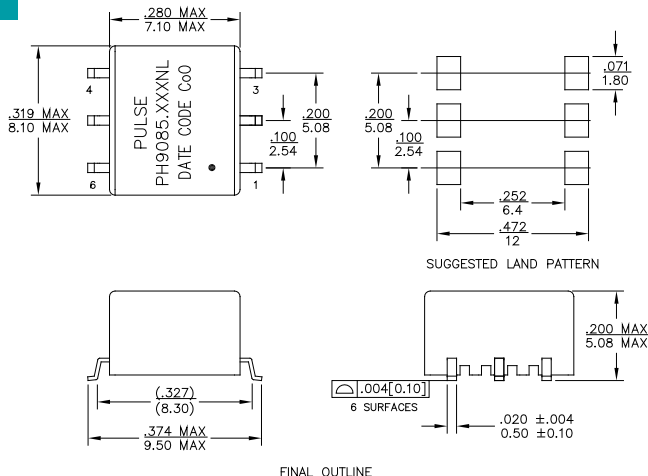 .280 MAX
7.10 MAX
.319 MAX
8.10 MAX
PULSE
PH9085.XXXNL
DATE CODE CoO
4
3
6
1
.200
5.08
.100
2.54
.200
5.08
.100
2.54
.071
1.80
.252
6.4
.472
12
SUGGESTED LAND PATTERN
(.327)
(8.30)
.374 MAX
9.50 MAX
.200 MAX
5.08 MAX
.004[0.10]
6 SURFACES
.020 ±.004
0.50 ±0.10
FINAL OUTLINE